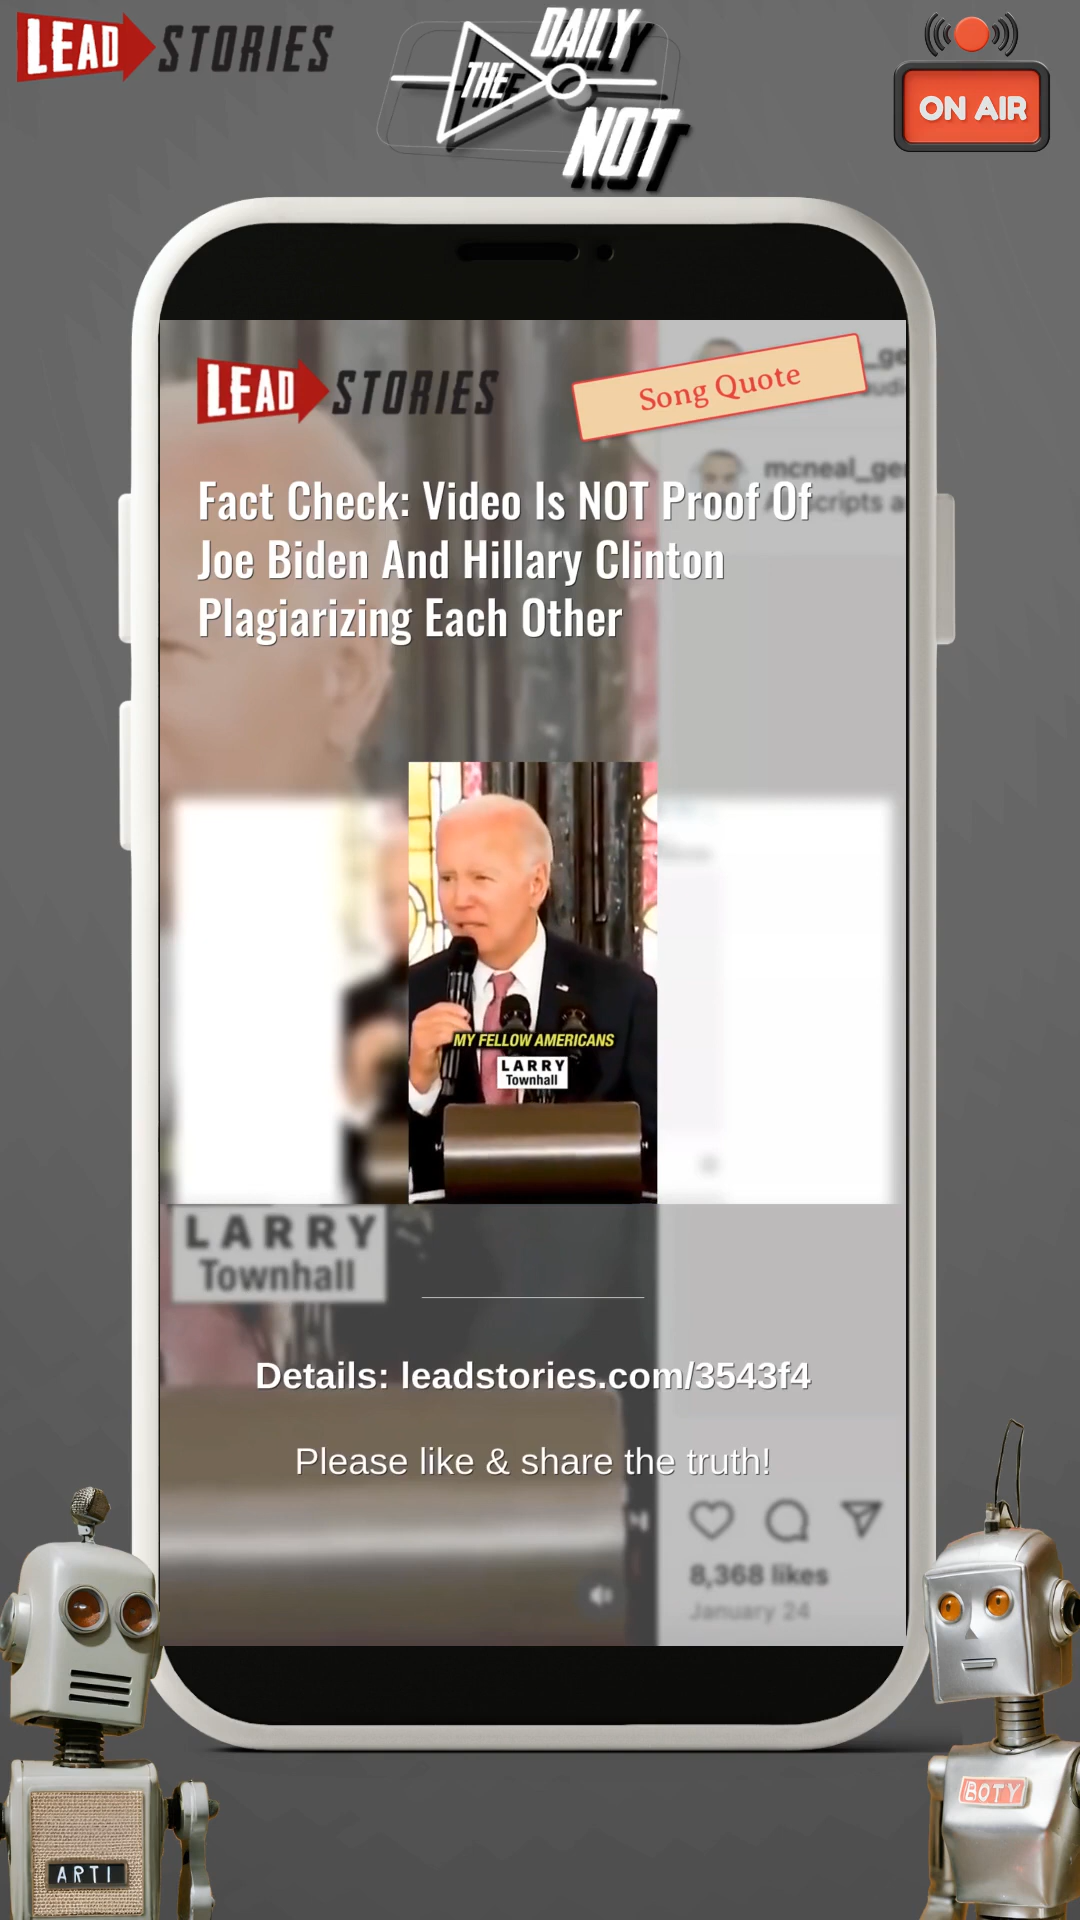 LEAD STORIES
THE DAILY NOT
ON AIR
LEAD STORIES
Song Quote
_ge
mcneal_ge
Fact Check: Video Is NOT Proof Of
Joe Biden And Hillary Clinton
Plagiarizing Each Other
MY FELLOW AMERICANS
LARRY
Townhall
LARRY
Townhall
Details: leadstories.com/3543f4
Please like & share the truth!
8,368 likes
January 24
BOTY
ARTI